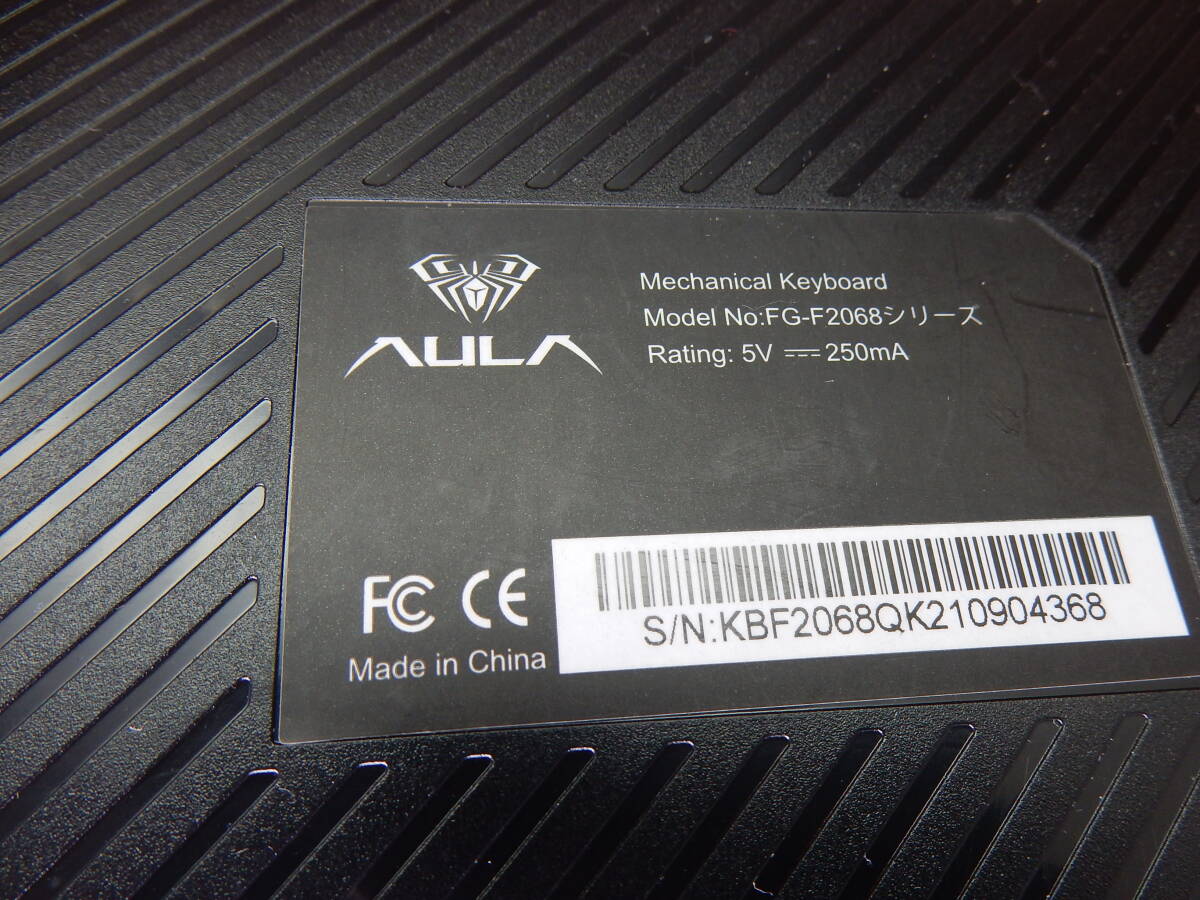 AULA
Mechanical Keyboard
Model No:FG-F2068シリーズ
Rating: 5V ⎓ 250mA
FC CE
Made in China
S/N:KBF2068QK210904368